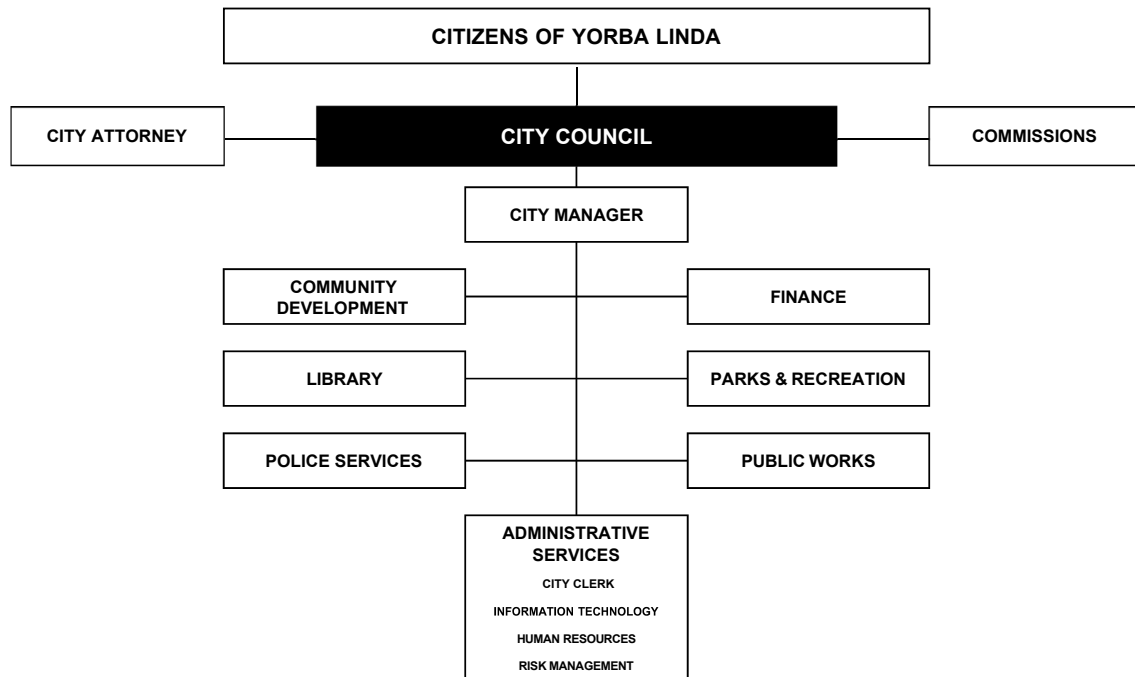 CITIZENS OF YORBA LINDA
CITY ATTORNEY
CITY COUNCIL
COMMISSIONS
CITY MANAGER
COMMUNITY
DEVELOPMENT
FINANCE
LIBRARY
PARKS & RECREATION
POLICE SERVICES
PUBLIC WORKS
ADMINISTRATIVE
SERVICES
CITY CLERK
INFORMATION TECHNOLOGY
HUMAN RESOURCES
RISK MANAGEMENT